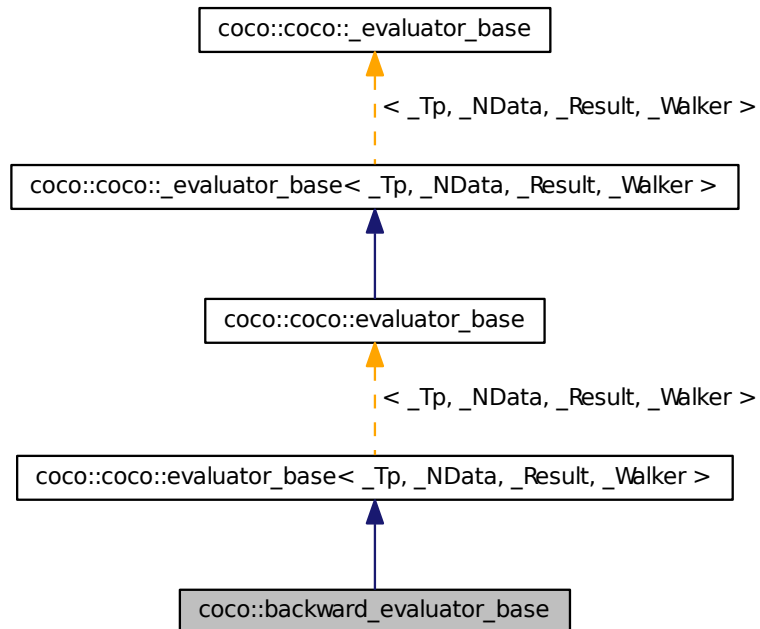 coco::coco::_evaluator_base
< _Tp, _NData, _Result, _Walker >
coco::coco::_evaluator_base< _Tp, _NData, _Result, _Walker >
coco::coco::evaluator_base
< _Tp, _NData, _Result, _Walker >
coco::coco::evaluator_base< _Tp, _NData, _Result, _Walker >
coco::backward_evaluator_base